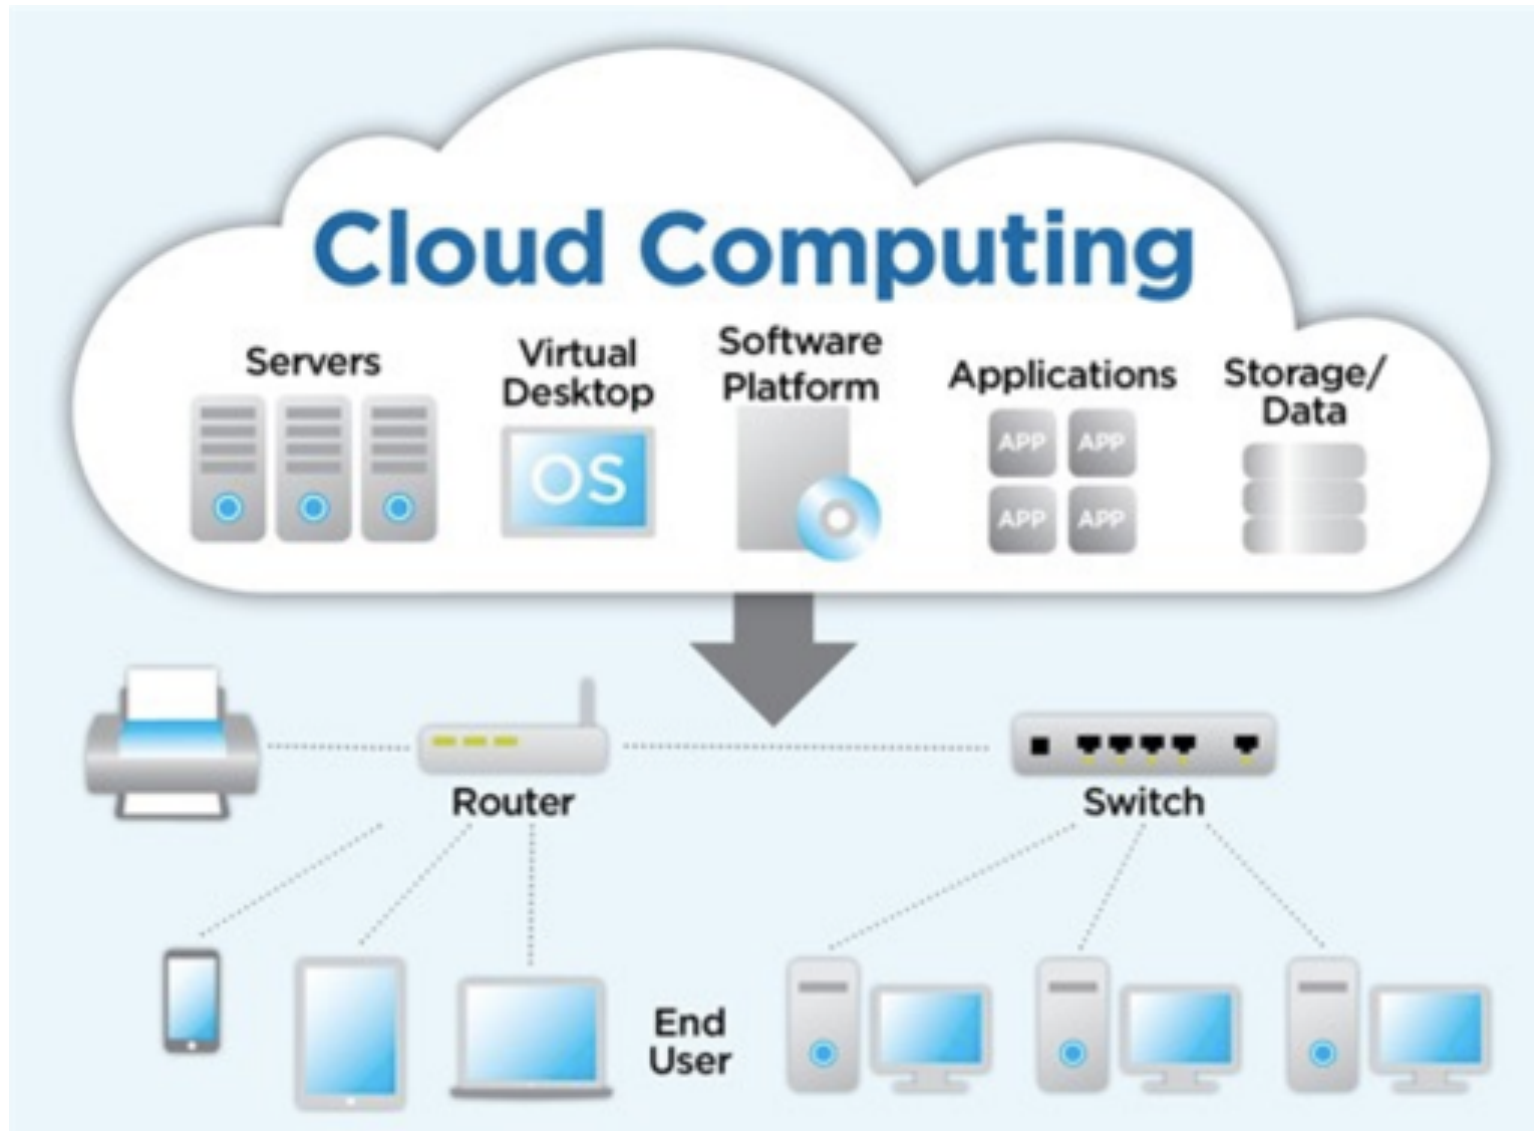 Cloud Computing
Servers
Virtual
Desktop
OS
Software
Platform
Applications
APP APP
APP APP
Storage/
Data
Router
Switch
End
User